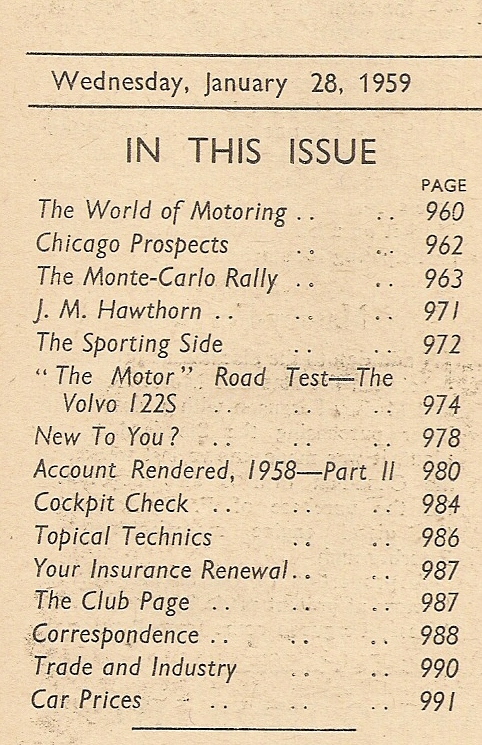 Wednesday, January 28, 1959
IN THIS ISSUE
PAGE
The World of Motoring .. .. 960
Chicago Prospects .. .. 962
The Monte-Carlo Rally .. .. 963
J. M. Hawthorn .. .. .. 971
The Sporting Side .. .. 972
"The Motor" Road Test—The
Volvo 122S .. .. .. 974
New To You? .. .. .. 978
Account Rendered, 1958—Part II 980
Cockpit Check .. .. .. 984
Topical Technics .. .. 986
Your Insurance Renewal .. .. 987
The Club Page .. .. .. 987
Correspondence .. .. .. 988
Trade and Industry .. .. 990
Car Prices .. .. .. 991